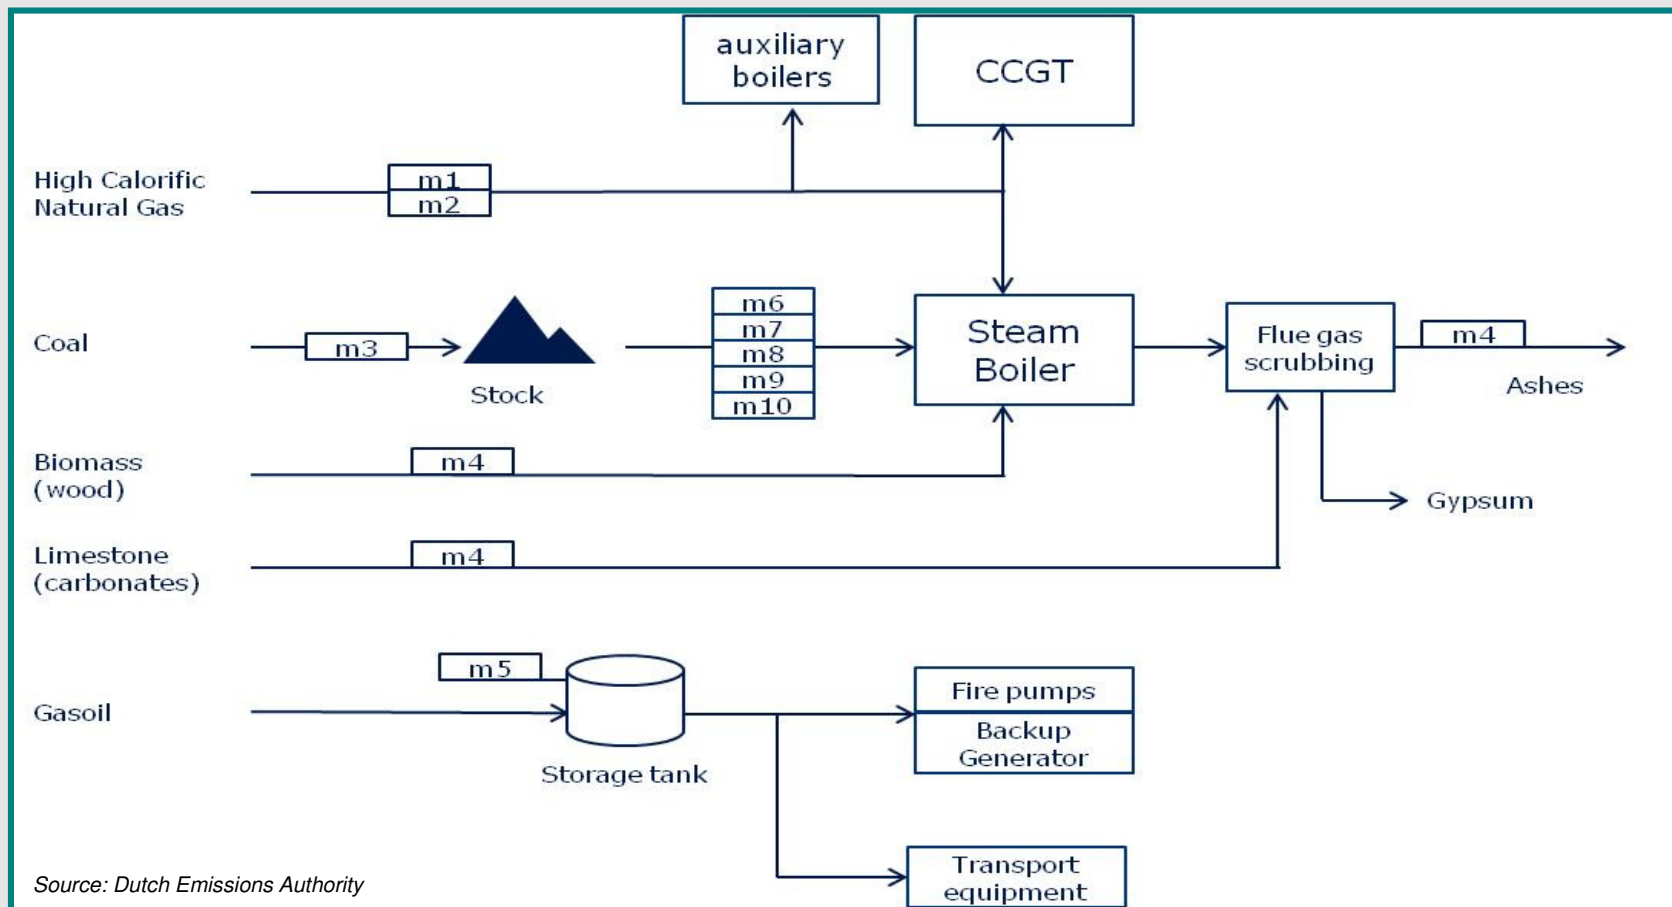 auxiliary
boilers
CCGT
High Calorific
Natural Gas
m1
m2
Coal
m3
Stock
m6
m7
m8
m9
m10
Steam
Boiler
Flue gas
scrubbing
m4
Ashes
Biomass
(wood)
m4
Gypsum
Limestone
(carbonates)
m4
Gasoil
m5
Storage tank
Fire pumps
Backup
Generator
Transport
equipment
Source: Dutch Emissions Authority